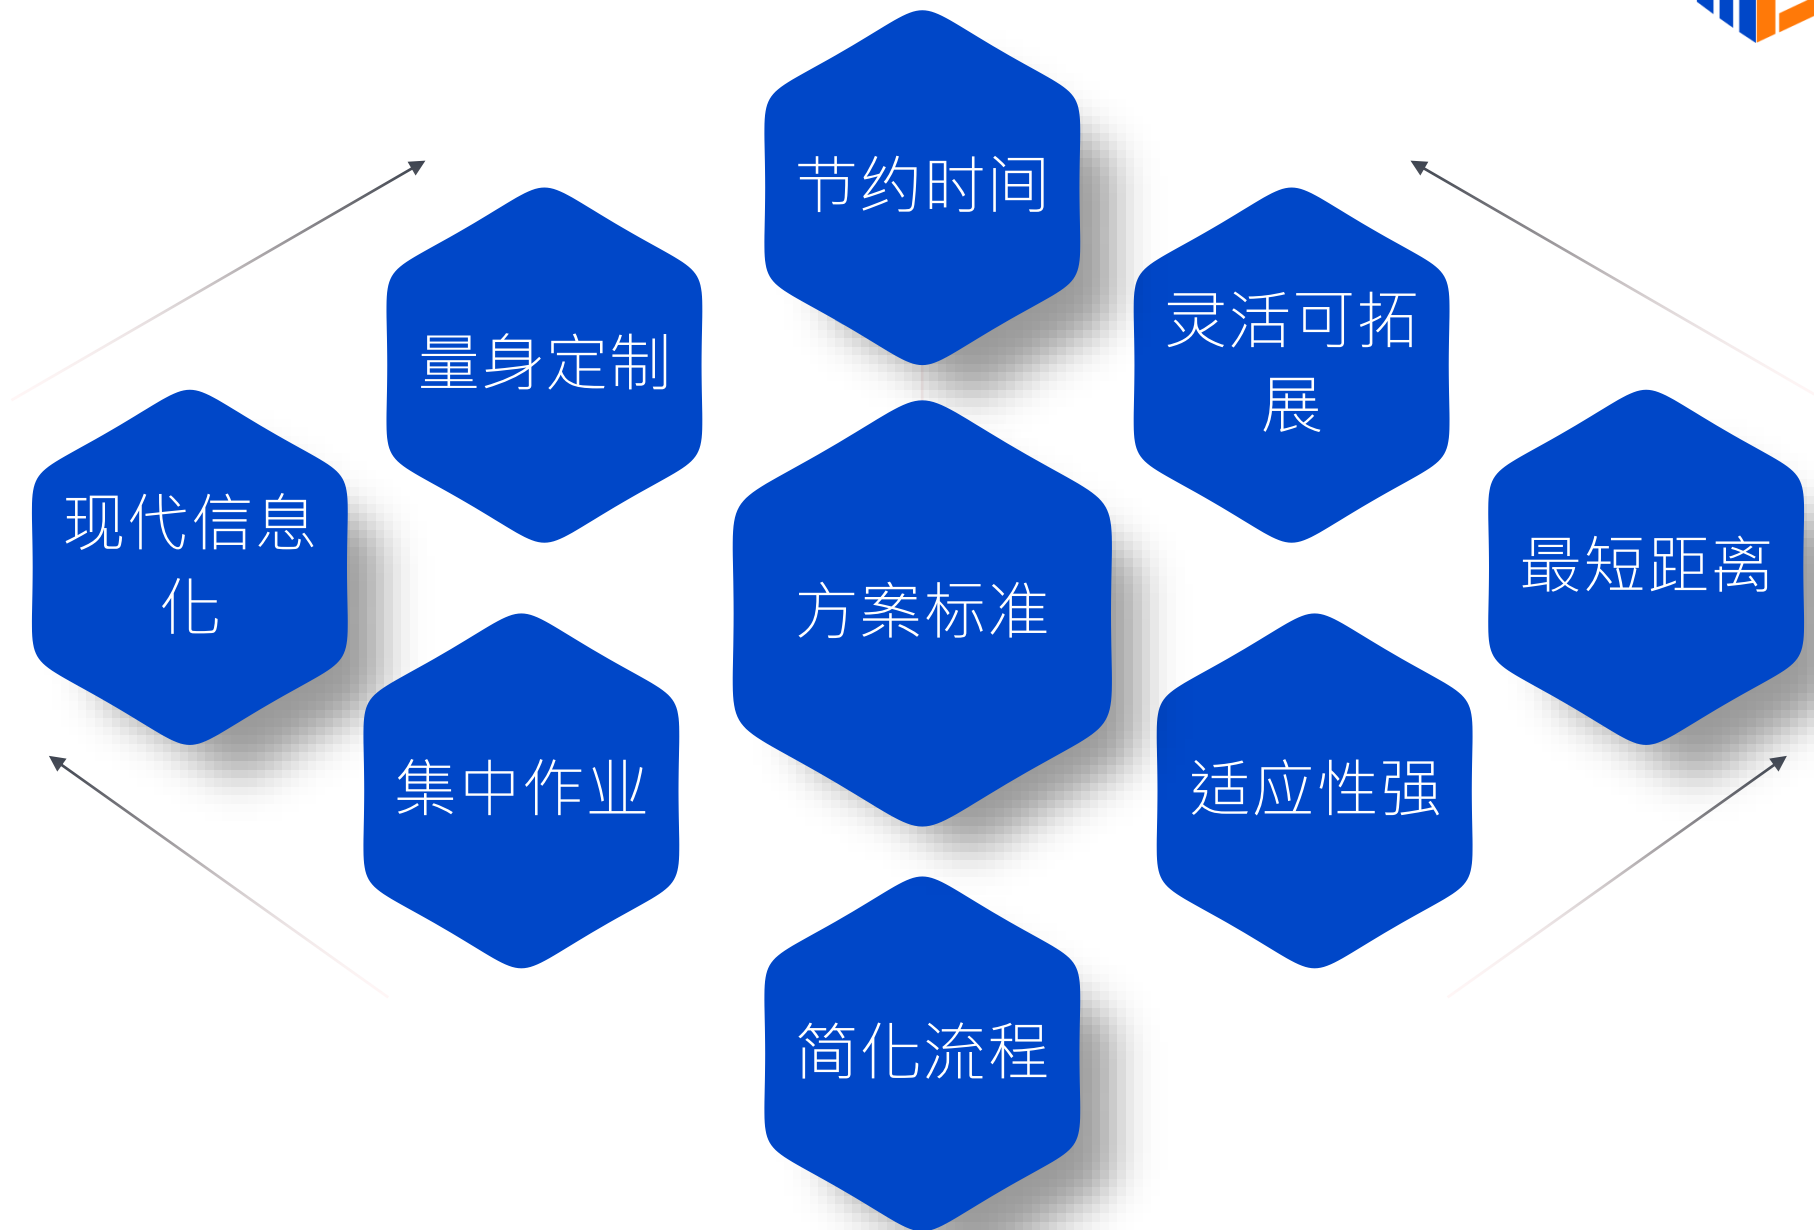 节约时间
量身定制
灵活可拓
展
现代信息
化
方案标准
最短距离
集中作业
适应性强
简化流程